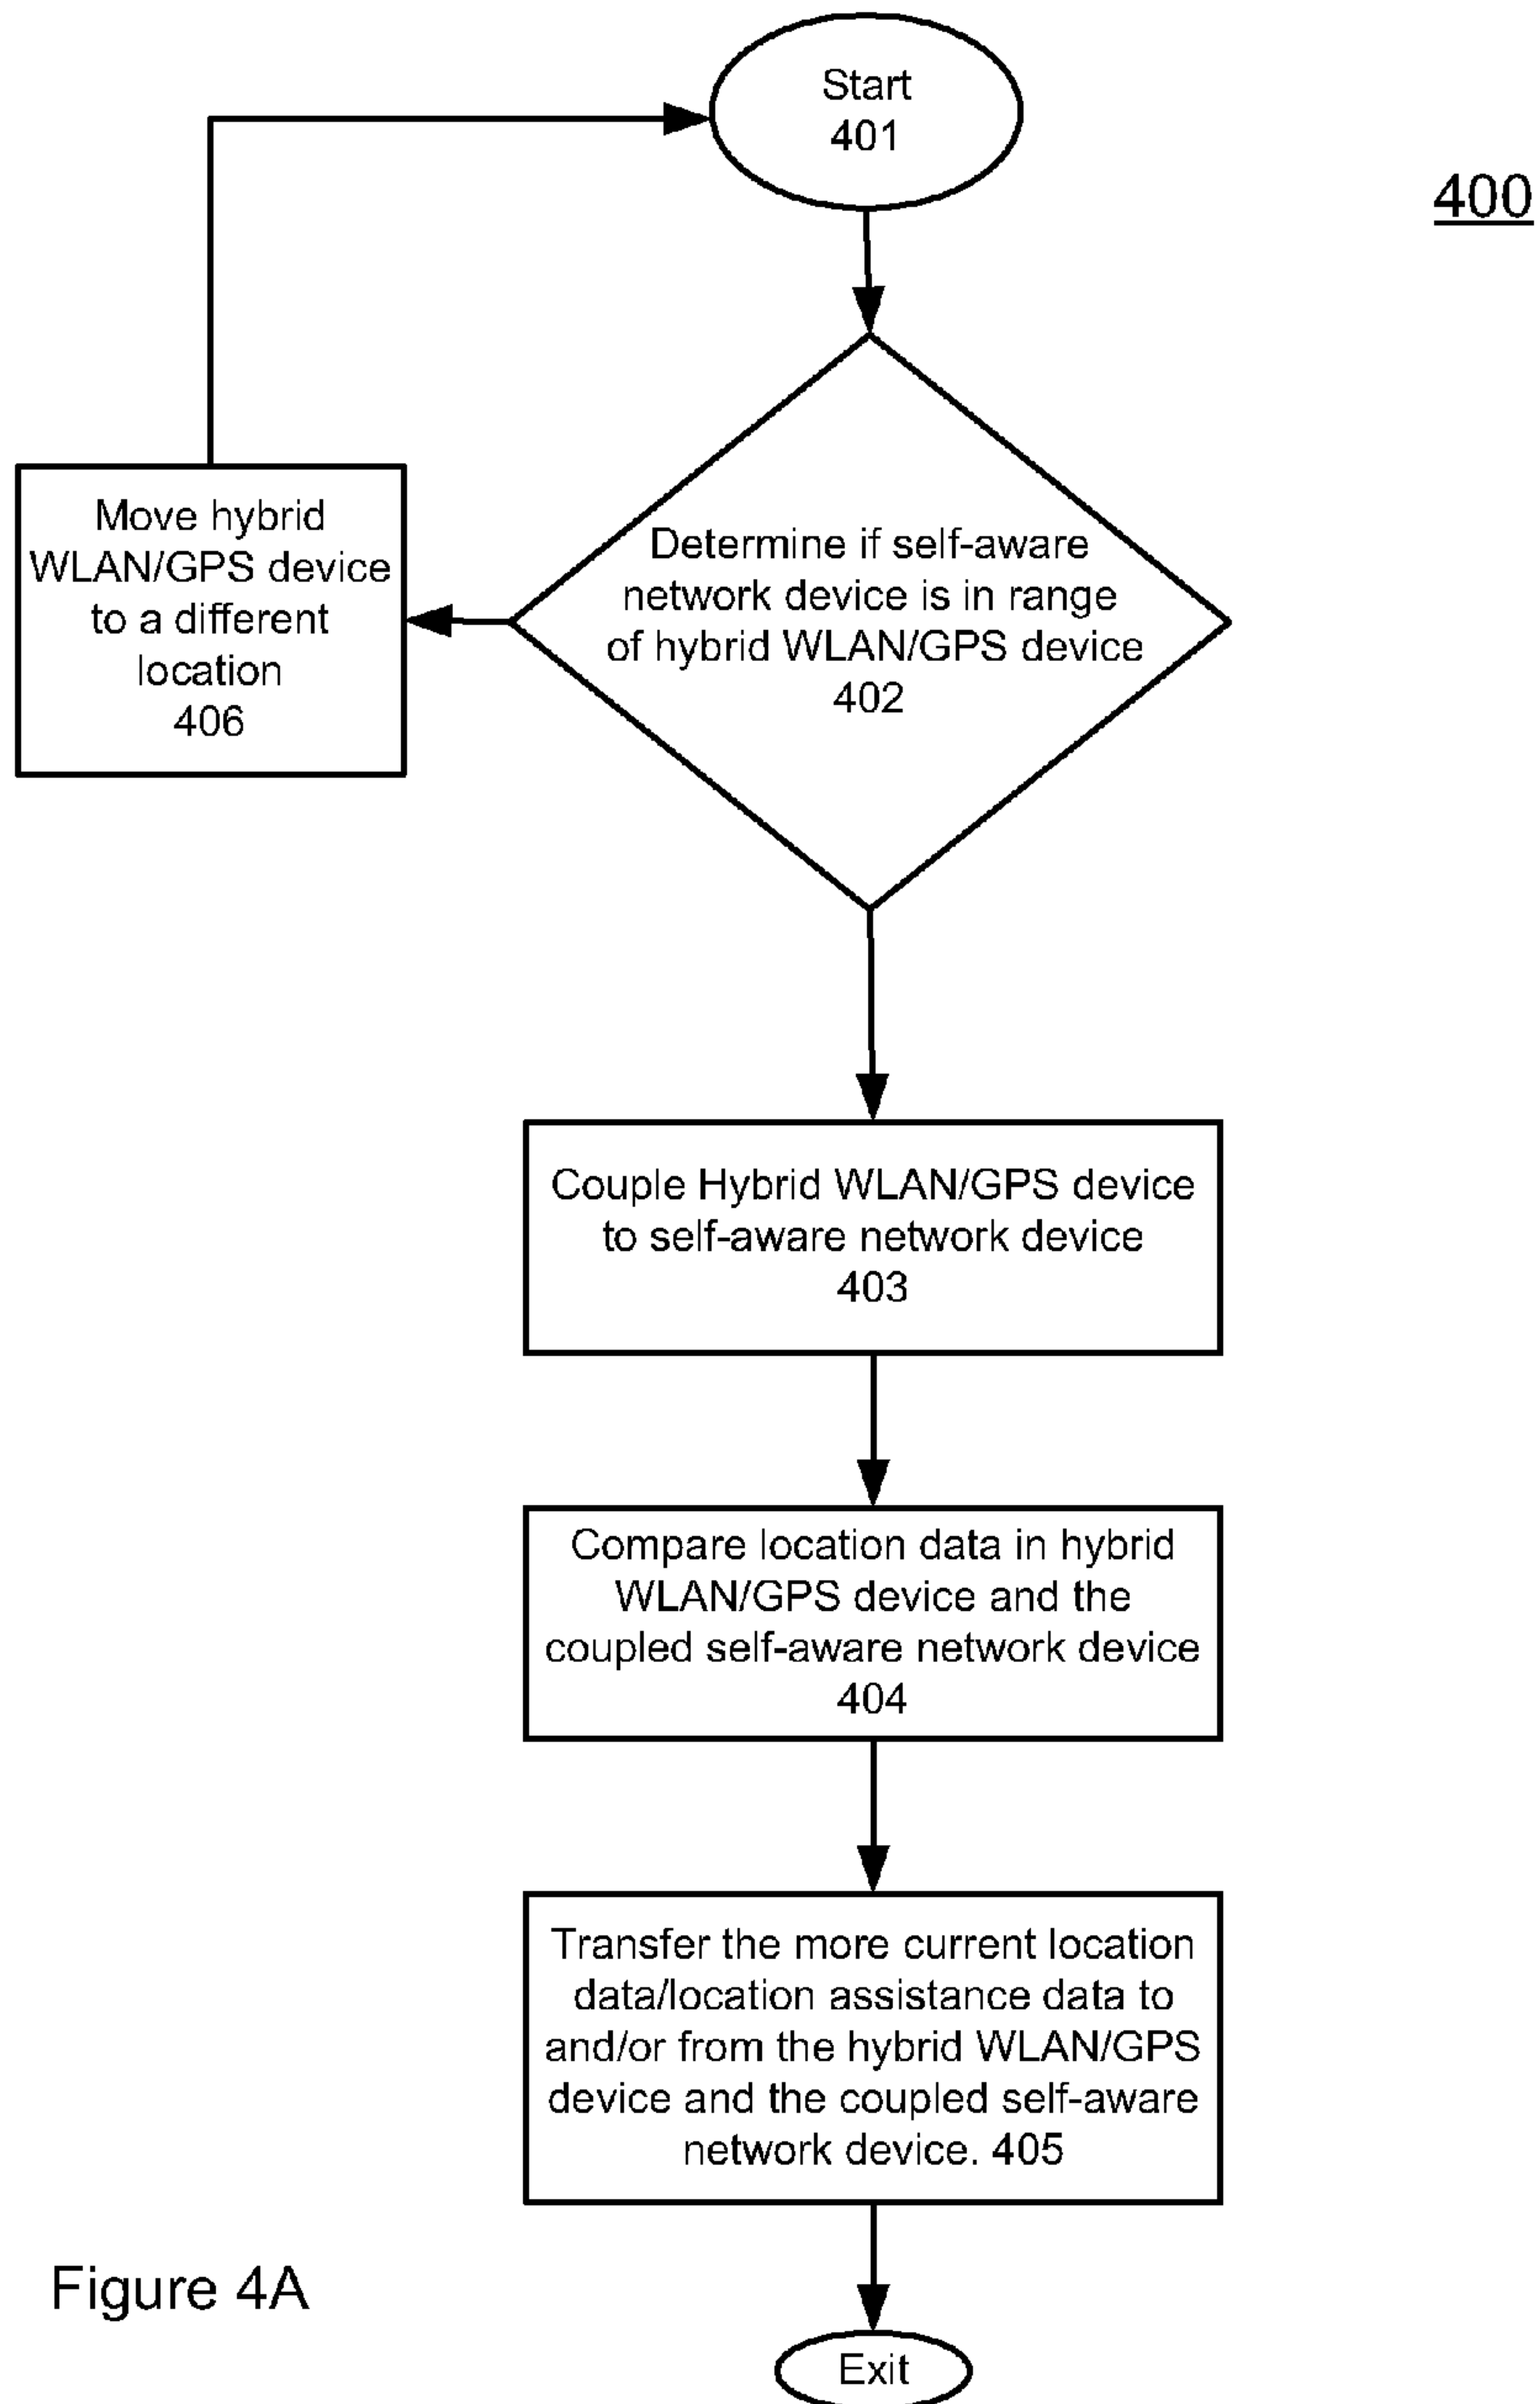 Start
401
400
Move hybrid
WLAN/GPS device
to a different
location
406
Determine if self-aware
network device is in range
of hybrid WLAN/GPS device
402
Couple Hybrid WLAN/GPS device
to self-aware network device
403
Compare location data in hybrid
WLAN/GPS device and the
coupled self-aware network device
404
Transfer the more current location
data/location assistance data to
and/or from the hybrid WLAN/GPS
device and the coupled self-aware
network device. 405
Figure 4A
Exit